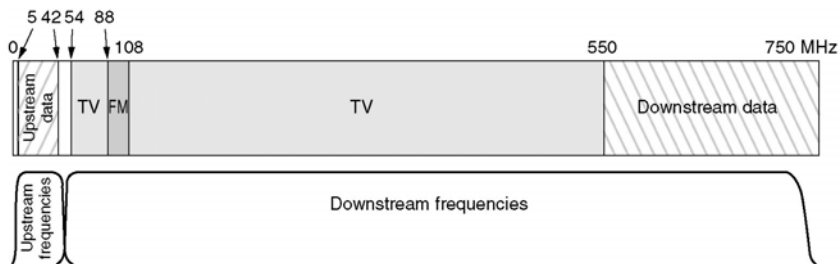 5 42 54 88
0 108 550 750 MHz
Upstream
data
TV FM TV Downstream data
Upstream
frequencies
Downstream frequencies